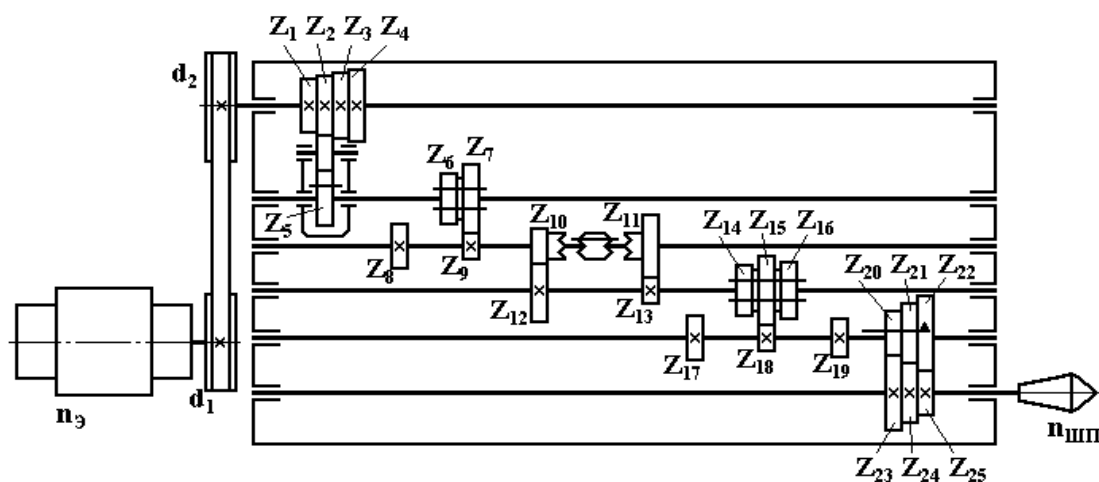 Z1 Z2 Z3 Z4
d2
Z6 Z7
Z5
Z10 Z11
Z8 Z9
Z14 Z15 Z16
Z12 Z13
Z20 Z21 Z22
Z17 Z18 Z19
d1
nЭ
nШП
Z23 Z24 Z25